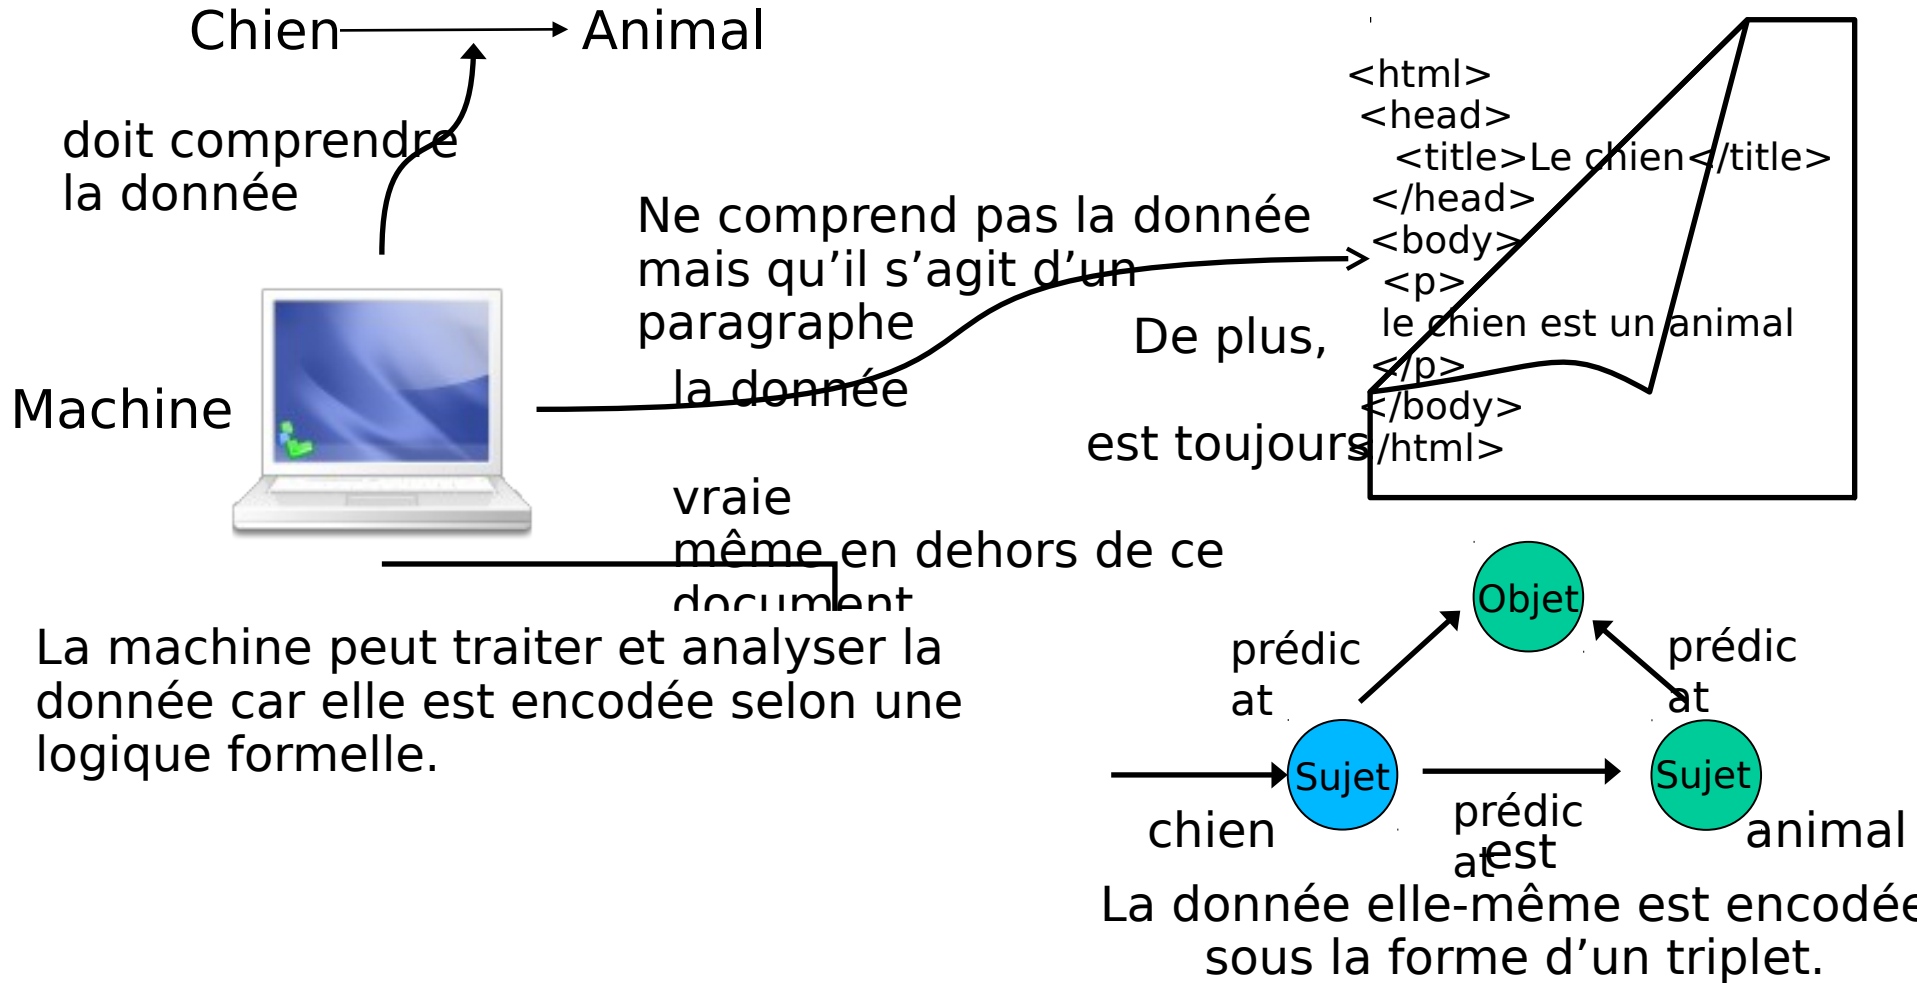 Chien
Animal
doit comprendre
la donnée
Machine
Ne comprend pas la donnée
mais qu’il s’agit d’un
paragraphe
De plus,
la donnée
est toujours
vraie
même en dehors de ce
document
<html>
<head>
<title>Le chien</title>
</head>
<body>
<p>
le chien est un animal
</p>
</body>
</html>
La machine peut traiter et analyser la
donnée car elle est encodée selon une
logique formelle.
Objet
prédic
at
prédic
at
Sujet
Sujet
chien
prédic
at
est
animal
La donnée elle-même est encodée
sous la forme d’un triplet.